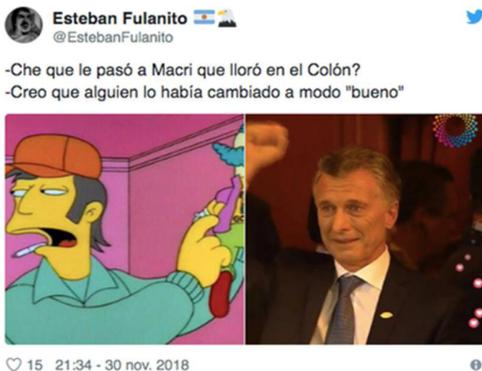 Esteban Fulanito
@EstebanFulanito
-Che que le pasó a Macri que lloró en el Colón?
-Creo que alguien lo había cambiado a modo "bueno"
15 21:34 - 30 nov. 2018